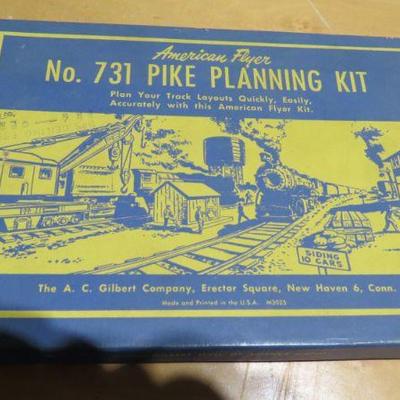 American Flyer
No. 731 PIKE PLANNING KIT
Plan Your Track Layouts Quickly, Easily,
Accurately with this American Flyer Kit.
SIDING
10 CARS
The A. C. Gilbert Company, Erector Square, New Haven 6, Conn.
Made and Printed in the U.S.A. M3025